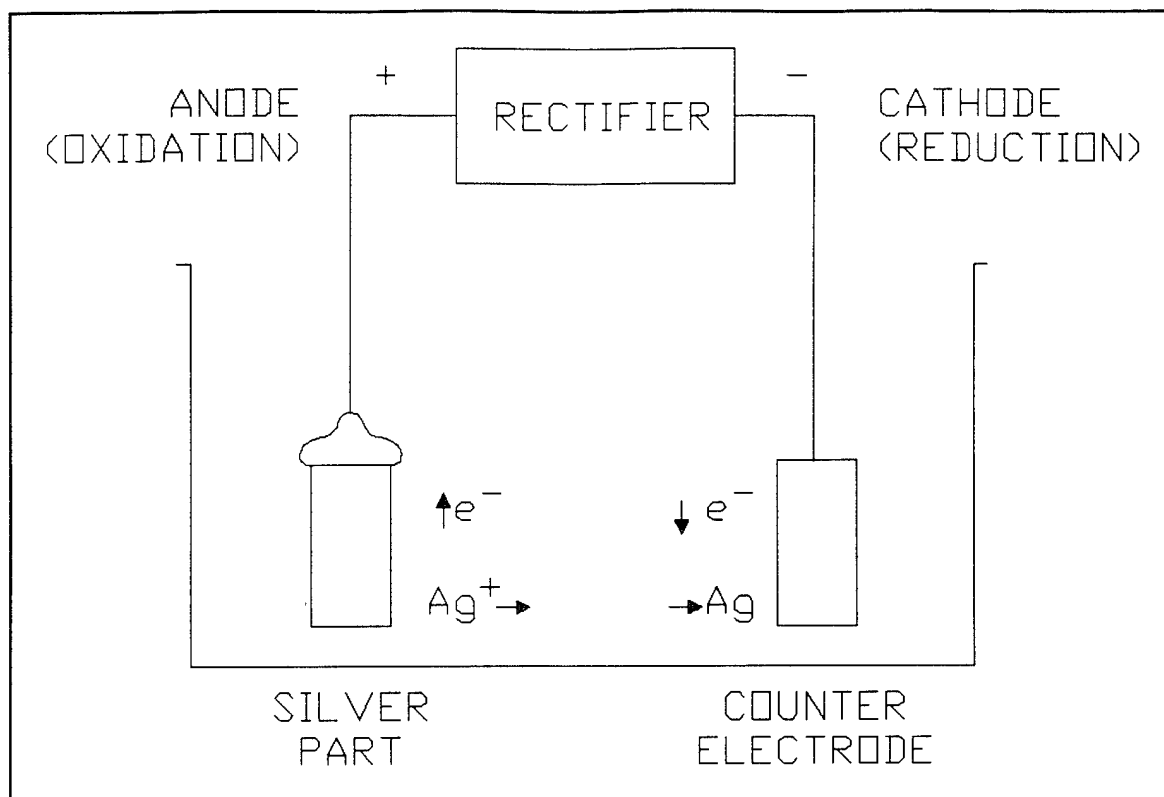 +
RECTIFIER
−
ANODE
(OXIDATION)
CATHODE
(REDUCTION)
e⁻
e⁻
Ag⁺
Ag
SILVER
PART
COUNTER
ELECTRODE